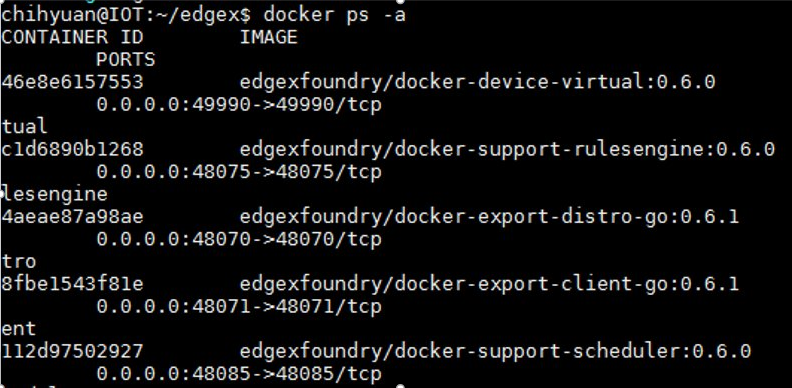 chihyuan@IOT:~/edgex$ docker ps -a
CONTAINER ID        IMAGE
        PORTS
46e8e6157553        edgexfoundry/docker-device-virtual:0.6.0
        0.0.0.0:49990->49990/tcp
tual
c1d6890b1268        edgexfoundry/docker-support-rulesengine:0.6.0
        0.0.0.0:48075->48075/tcp
lesengine
4aeae87a98ae        edgexfoundry/docker-export-distro-go:0.6.1
        0.0.0.0:48070->48070/tcp
tro
8fbe1543f81e        edgexfoundry/docker-export-client-go:0.6.1
        0.0.0.0:48071->48071/tcp
ent
112d97502927        edgexfoundry/docker-support-scheduler:0.6.0
        0.0.0.0:48085->48085/tcp